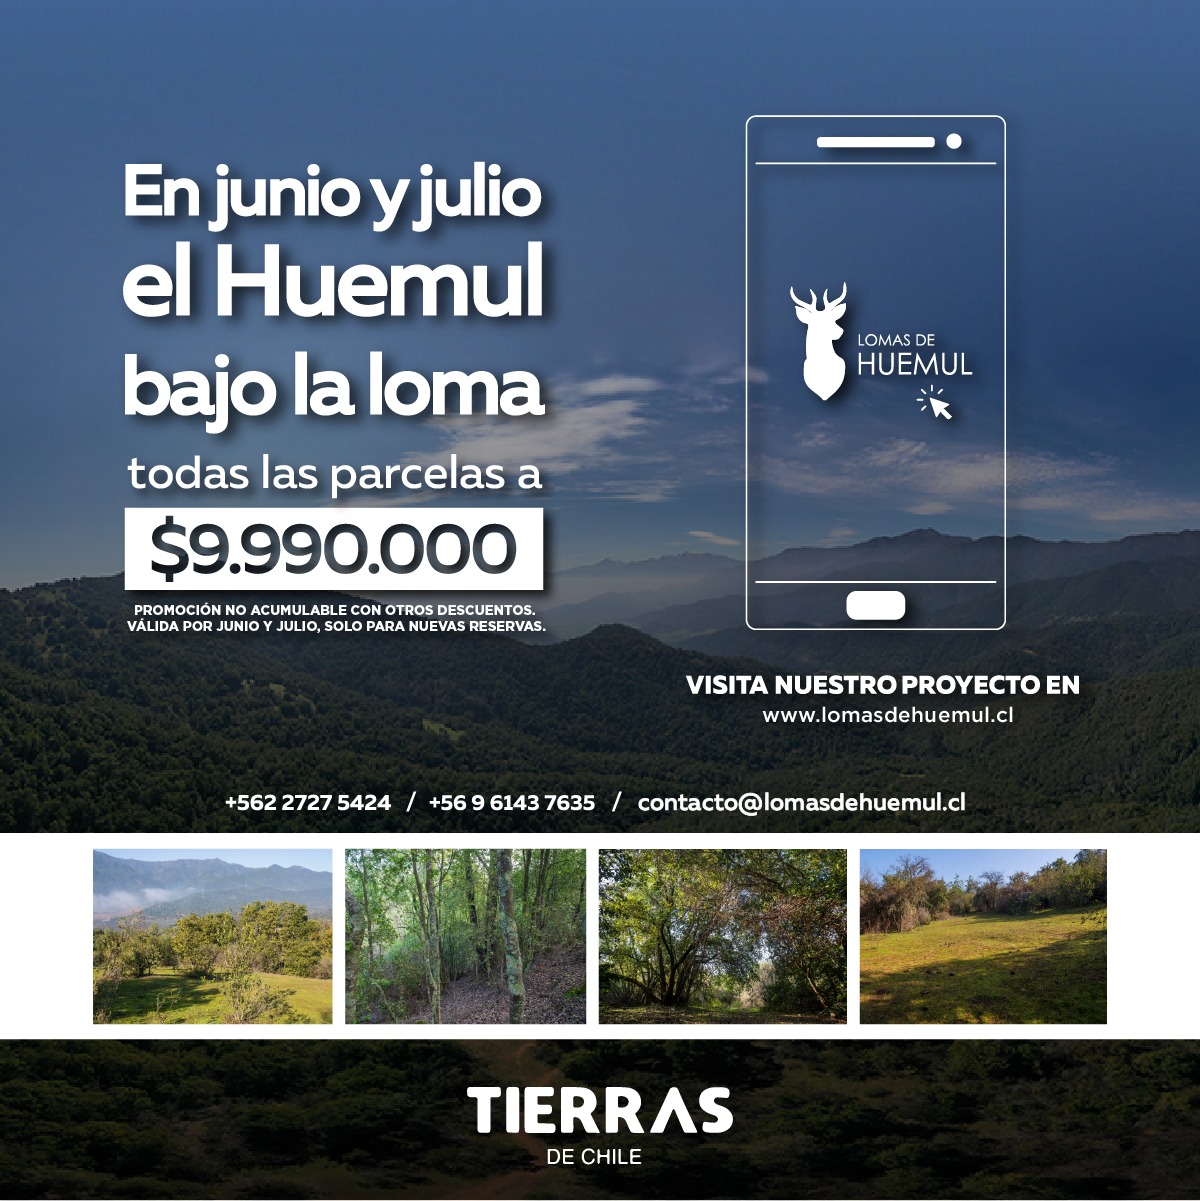 En junio y julio
el Huemul
bajo la loma
todas las parcelas a
$9.990.000
PROMOCIÓN NO ACUMULABLE CON OTROS DESCUENTOS.
VÁLIDA POR JUNIO Y JULIO, SOLO PARA NUEVAS RESERVAS.
LOMAS DE
HUEMUL
VISITA NUESTRO PROYECTO EN
www.lomasdehuemul.cl
+562 2727 5424 / +56 9 6143 7635 / contacto@lomasdehuemul.cl
TIERRAS
DE CHILE